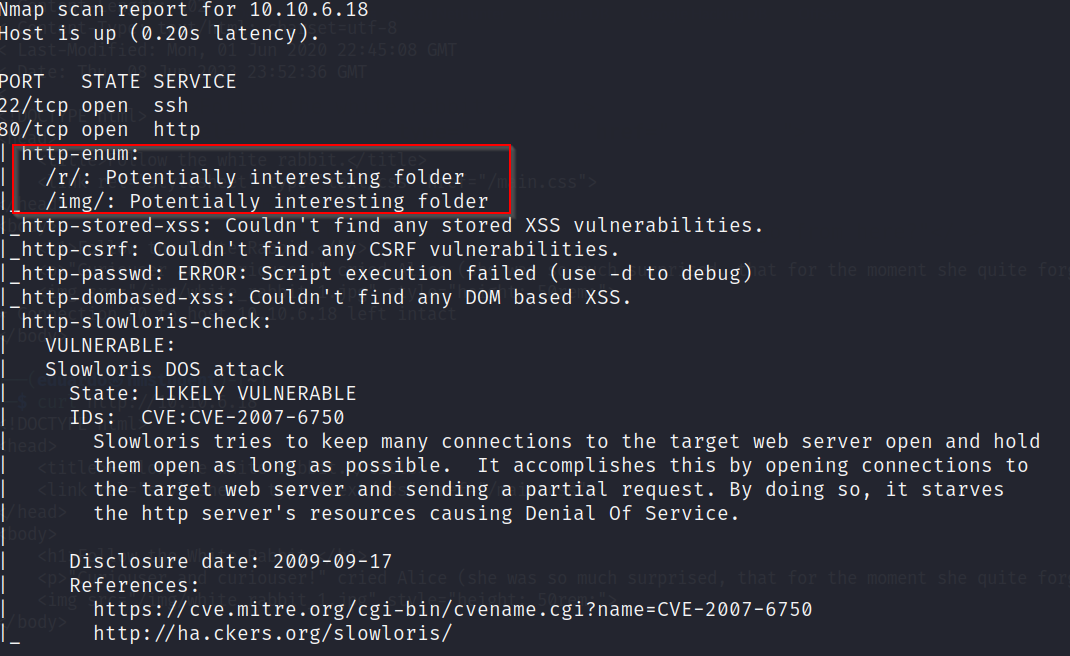 Nmap scan report for 10.10.6.18
Host is up (0.20s latency).
PORT   STATE SERVICE
22/tcp open  ssh
80/tcp open  http
| http-enum:
|   /r/: Potentially interesting folder
|_  /img/: Potentially interesting folder
|_http-stored-xss: Couldn't find any stored XSS vulnerabilities.
|_http-csrf: Couldn't find any CSRF vulnerabilities.
|_http-passwd: ERROR: Script execution failed (use -d to debug)
|_http-dombased-xss: Couldn't find any DOM based XSS.
| http-slowloris-check:
|   VULNERABLE:
|   Slowloris DOS attack
|     State: LIKELY VULNERABLE
|     IDs:  CVE:CVE-2007-6750
|       Slowloris tries to keep many connections to the target web server open and hold
|       them open as long as possible.  It accomplishes this by opening connections to
|       the target web server and sending a partial request. By doing so, it starves
|       the http server's resources causing Denial Of Service.
|
|     Disclosure date: 2009-09-17
|     References:
|       https://cve.mitre.org/cgi-bin/cvename.cgi?name=CVE-2007-6750
|_      http://ha.ckers.org/slowloris/